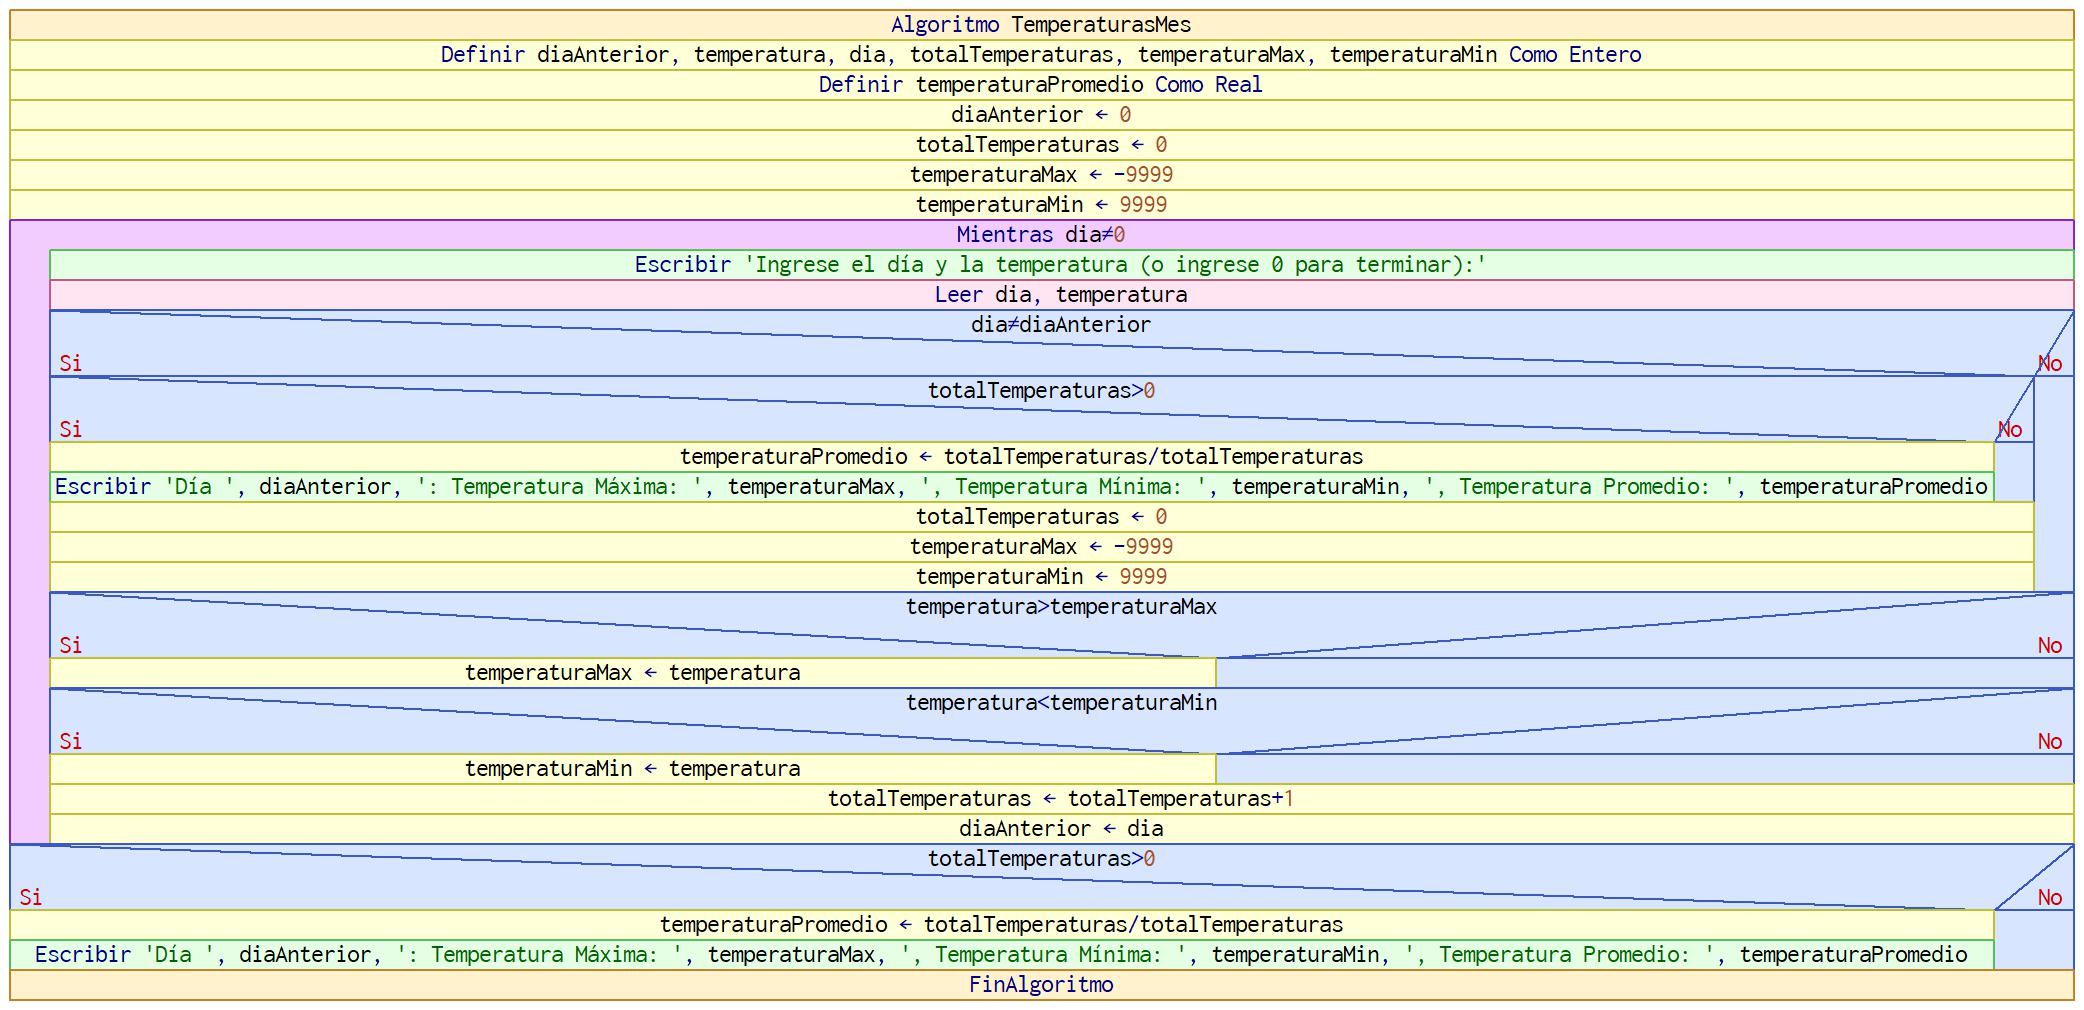 Algoritmo TemperaturasMes
Definir diaAnterior, temperatura, dia, totalTemperaturas, temperaturaMax, temperaturaMin Como Entero
Definir temperaturaPromedio Como Real
diaAnterior ← 0
totalTemperaturas ← 0
temperaturaMax ← -9999
temperaturaMin ← 9999
Mientras dia≠0
Escribir 'Ingrese el día y la temperatura (o ingrese 0 para terminar):'
Leer dia, temperatura
dia≠diaAnterior
Si No
totalTemperaturas>0
Si No
temperaturaPromedio ← totalTemperaturas/totalTemperaturas
Escribir 'Día ', diaAnterior, ': Temperatura Máxima: ', temperaturaMax, ', Temperatura Mínima: ', temperaturaMin, ', Temperatura Promedio: ', temperaturaPromedio
totalTemperaturas ← 0
temperaturaMax ← -9999
temperaturaMin ← 9999
temperatura>temperaturaMax
Si No
temperaturaMax ← temperatura
temperatura<temperaturaMin
Si No
temperaturaMin ← temperatura
totalTemperaturas ← totalTemperaturas+1
diaAnterior ← dia
totalTemperaturas>0
Si No
temperaturaPromedio ← totalTemperaturas/totalTemperaturas
Escribir 'Día ', diaAnterior, ': Temperatura Máxima: ', temperaturaMax, ', Temperatura Mínima: ', temperaturaMin, ', Temperatura Promedio: ', temperaturaPromedio
FinAlgoritmo